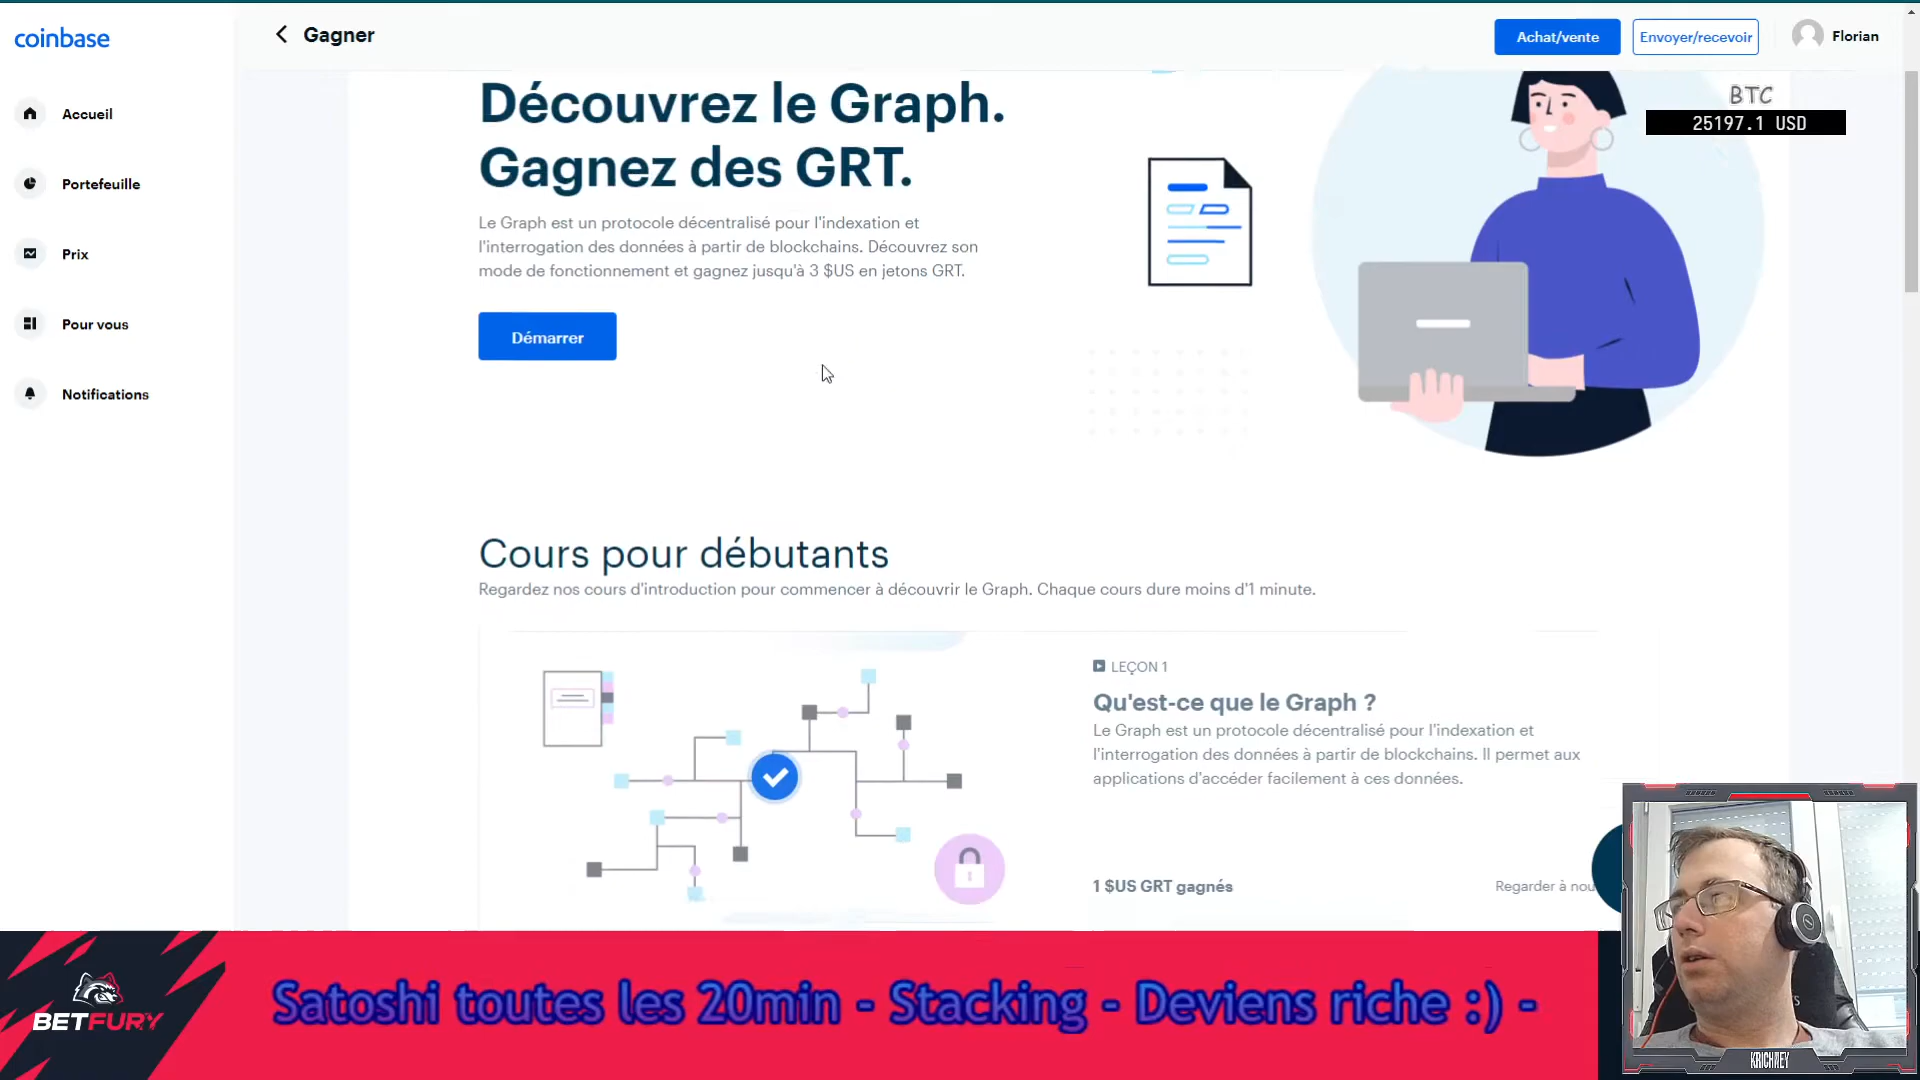 coinbase
Gagner
Achat/vente
Envoyer/recevoir
Florian
Accueil
Portefeuille
Prix
Pour vous
Notifications
BTC
25197.1 USD
Découvrez le Graph.
Gagnez des GRT.
Le Graph est un protocole décentralisé pour l'indexation et
l'interrogation des données à partir de blockchains. Découvrez son
mode de fonctionnement et gagnez jusqu'à 3 $US en jetons GRT.
Démarrer
Cours pour débutants
Regardez nos cours d'introduction pour commencer à découvrir le Graph. Chaque cours dure moins d'1 minute.
LEÇON 1
Qu'est-ce que le Graph ?
Le Graph est un protocole décentralisé pour l'indexation et
l'interrogation des données à partir de blockchains. Il permet aux
applications d'accéder facilement à ces données.
1 $US GRT gagnés
Regarder à nou
BETFURY
Satoshi toutes les 20min - Stacking - Deviens riche :) -
KRICHREY